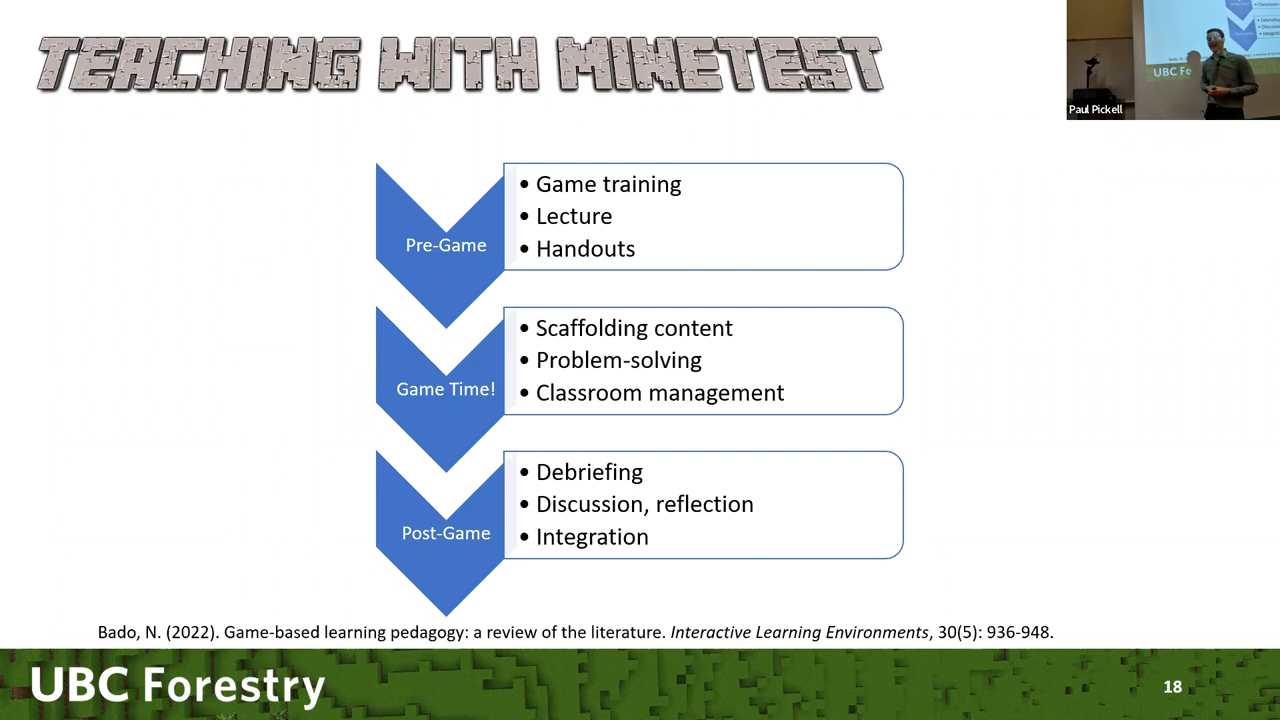 TEACHING WITH MINETEST
Paul Pickell
Pre-Game
• Game training
• Lecture
• Handouts
Game Time!
• Scaffolding content
• Problem-solving
• Classroom management
Post-Game
• Debriefing
• Discussion, reflection
• Integration
Bado, N. (2022). Game-based learning pedagogy: a review of the literature. Interactive Learning Environments, 30(5): 936-948.
UBC Forestry
18